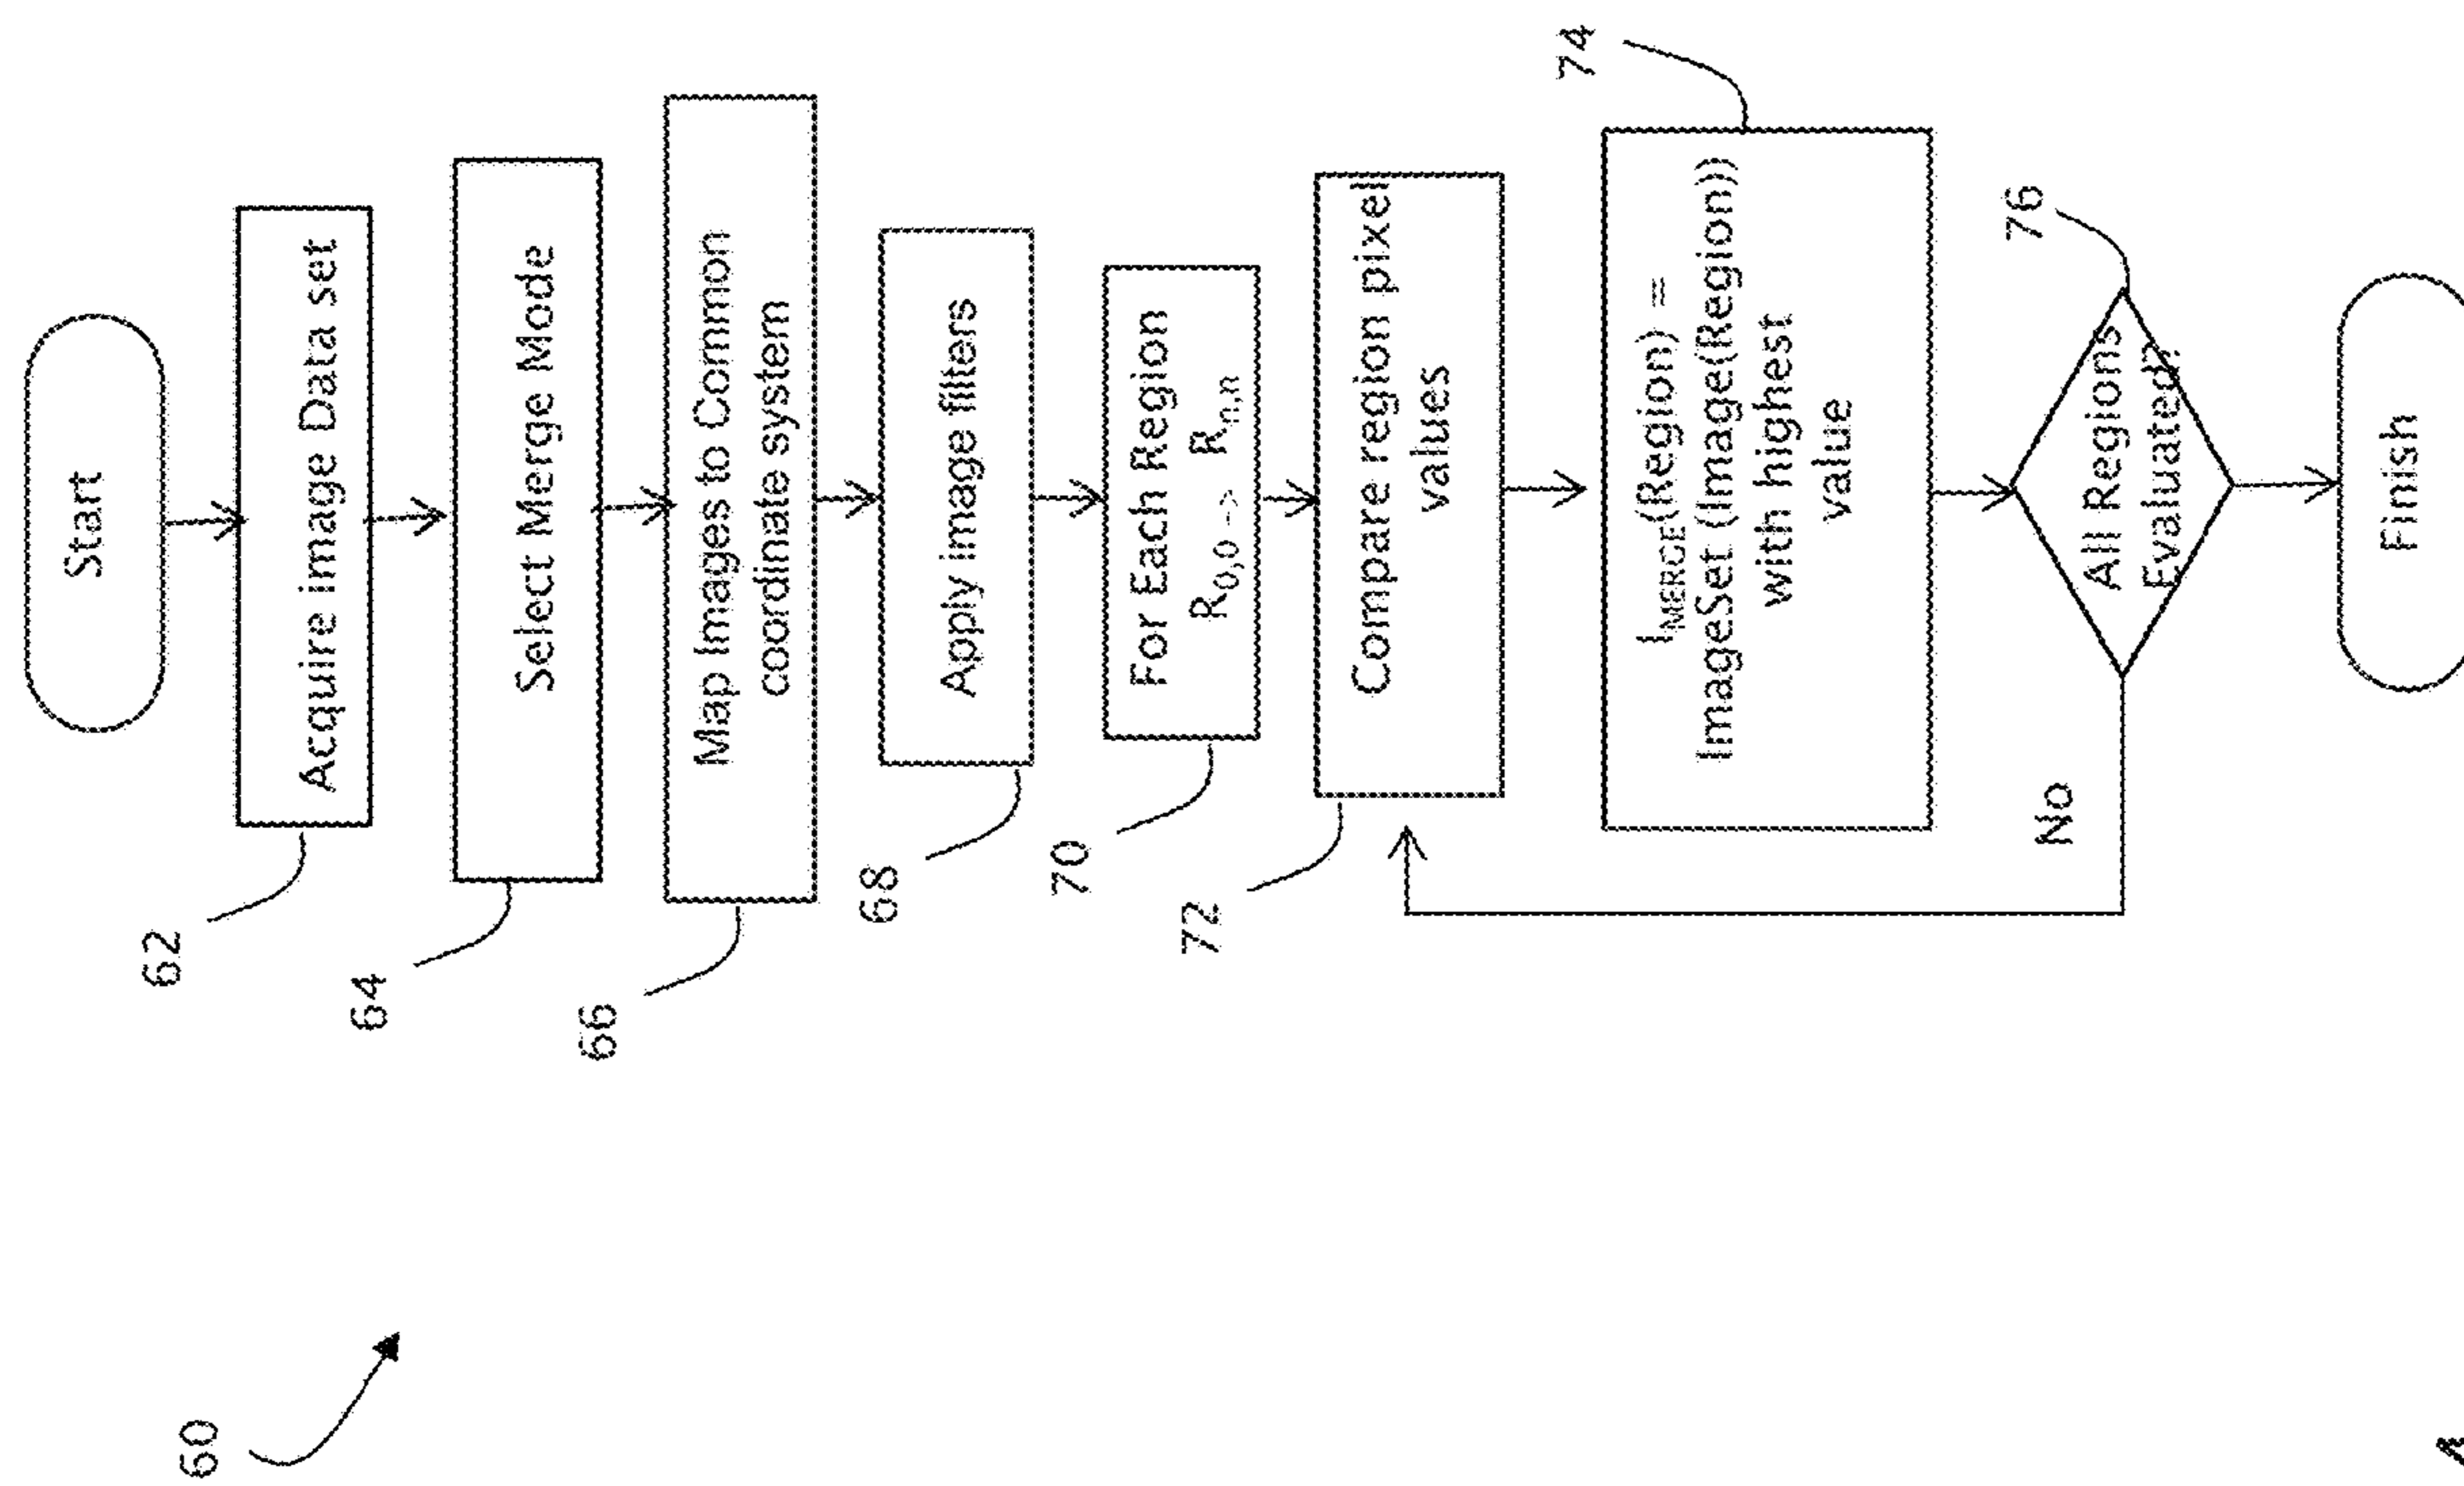 60
Start
62
Acquire image Data set
64
Select Merge Mode
66
Map Images to Common
coordinate system
68
Apply image filters
70
For Each Region
R0,0 -> Rn,n
72
Compare region pixel
values
74
IMERGE(Region) =
ImageSet (Image(Region))
with highest
value
76
All Regions
Evaluated?
No
Finish